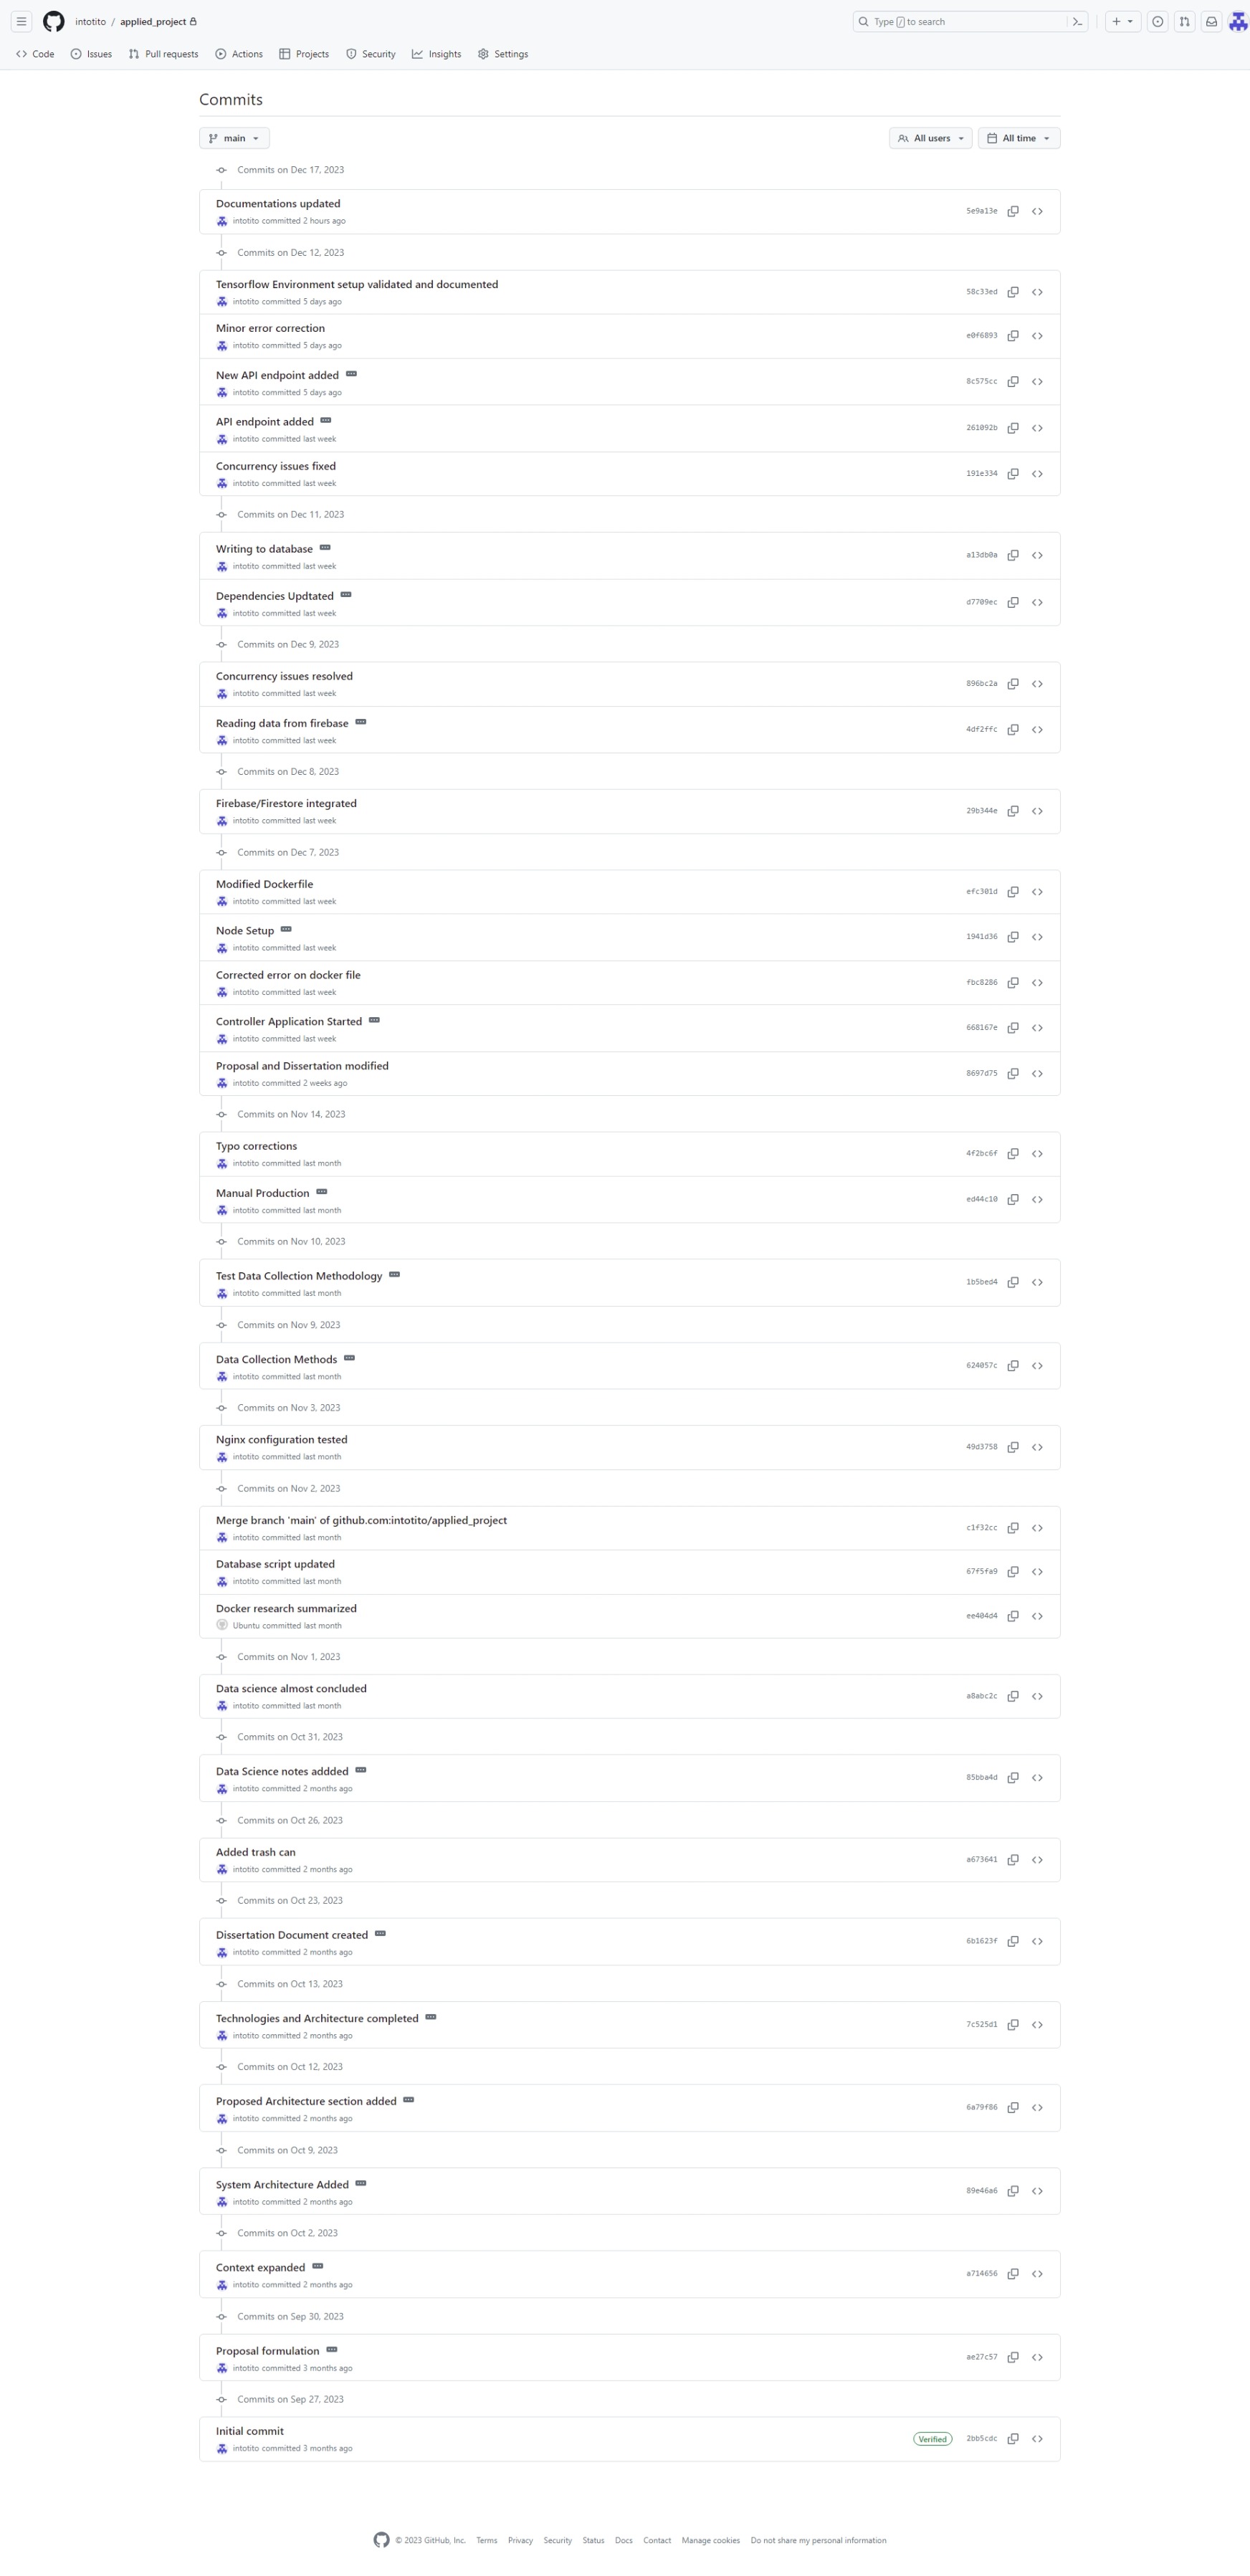 intotito / applied_project
Type / to search
Code Issues Pull requests Actions Projects Security Insights Settings
Commits
main All users All time
Commits on Dec 17, 2023
Documentations updated
intotito committed 2 hours ago
5e9a13e
Commits on Dec 12, 2023
Tensorflow Environment setup validated and documented
intotito committed 5 days ago
58c33ed
Minor error correction
intotito committed 5 days ago
e0f6893
New API endpoint added
intotito committed 5 days ago
8c575cc
API endpoint added
intotito committed last week
261092b
Concurrency issues fixed
intotito committed last week
191e334
Commits on Dec 11, 2023
Writing to database
intotito committed last week
a13db0a
Dependencies Updtated
intotito committed last week
d7709ec
Commits on Dec 9, 2023
Concurrency issues resolved
intotito committed last week
896bc2a
Reading data from firebase
intotito committed last week
4df2ffc
Commits on Dec 8, 2023
Firebase/Firestore integrated
intotito committed last week
29b344e
Commits on Dec 7, 2023
Modified Dockerfile
intotito committed last week
efc301d
Node Setup
intotito committed last week
1941d36
Corrected error on docker file
intotito committed last week
fbc8286
Controller Application Started
intotito committed last week
668167e
Proposal and Dissertation modified
intotito committed 2 weeks ago
8697d75
Commits on Nov 14, 2023
Typo corrections
intotito committed last month
4f2bc6f
Manual Production
intotito committed last month
ed44c10
Commits on Nov 10, 2023
Test Data Collection Methodology
intotito committed last month
1b5bed4
Commits on Nov 9, 2023
Data Collection Methods
intotito committed last month
624057c
Commits on Nov 3, 2023
Nginx configuration tested
intotito committed last month
49d3758
Commits on Nov 2, 2023
Merge branch 'main' of github.com:intotito/applied_project
intotito committed last month
c1f32cc
Database script updated
intotito committed last month
67f5fa9
Docker research summarized
Ubuntu committed last month
ee404d4
Commits on Nov 1, 2023
Data science almost concluded
intotito committed last month
a8abc2c
Commits on Oct 31, 2023
Data Science notes addded
intotito committed 2 months ago
85bba4d
Commits on Oct 26, 2023
Added trash can
intotito committed 2 months ago
a673641
Commits on Oct 23, 2023
Dissertation Document created
intotito committed 2 months ago
6b1623f
Commits on Oct 13, 2023
Technologies and Architecture completed
intotito committed 2 months ago
7c525d1
Commits on Oct 12, 2023
Proposed Architecture section added
intotito committed 2 months ago
6a79f86
Commits on Oct 9, 2023
System Architecture Added
intotito committed 2 months ago
89e46a6
Commits on Oct 2, 2023
Context expanded
intotito committed 2 months ago
a714656
Commits on Sep 30, 2023
Proposal formulation
intotito committed 3 months ago
ae27c57
Commits on Sep 27, 2023
Initial commit
intotito committed 3 months ago
Verified 2bb5cdc
© 2023 GitHub, Inc. Terms Privacy Security Status Docs Contact Manage cookies Do not share my personal information